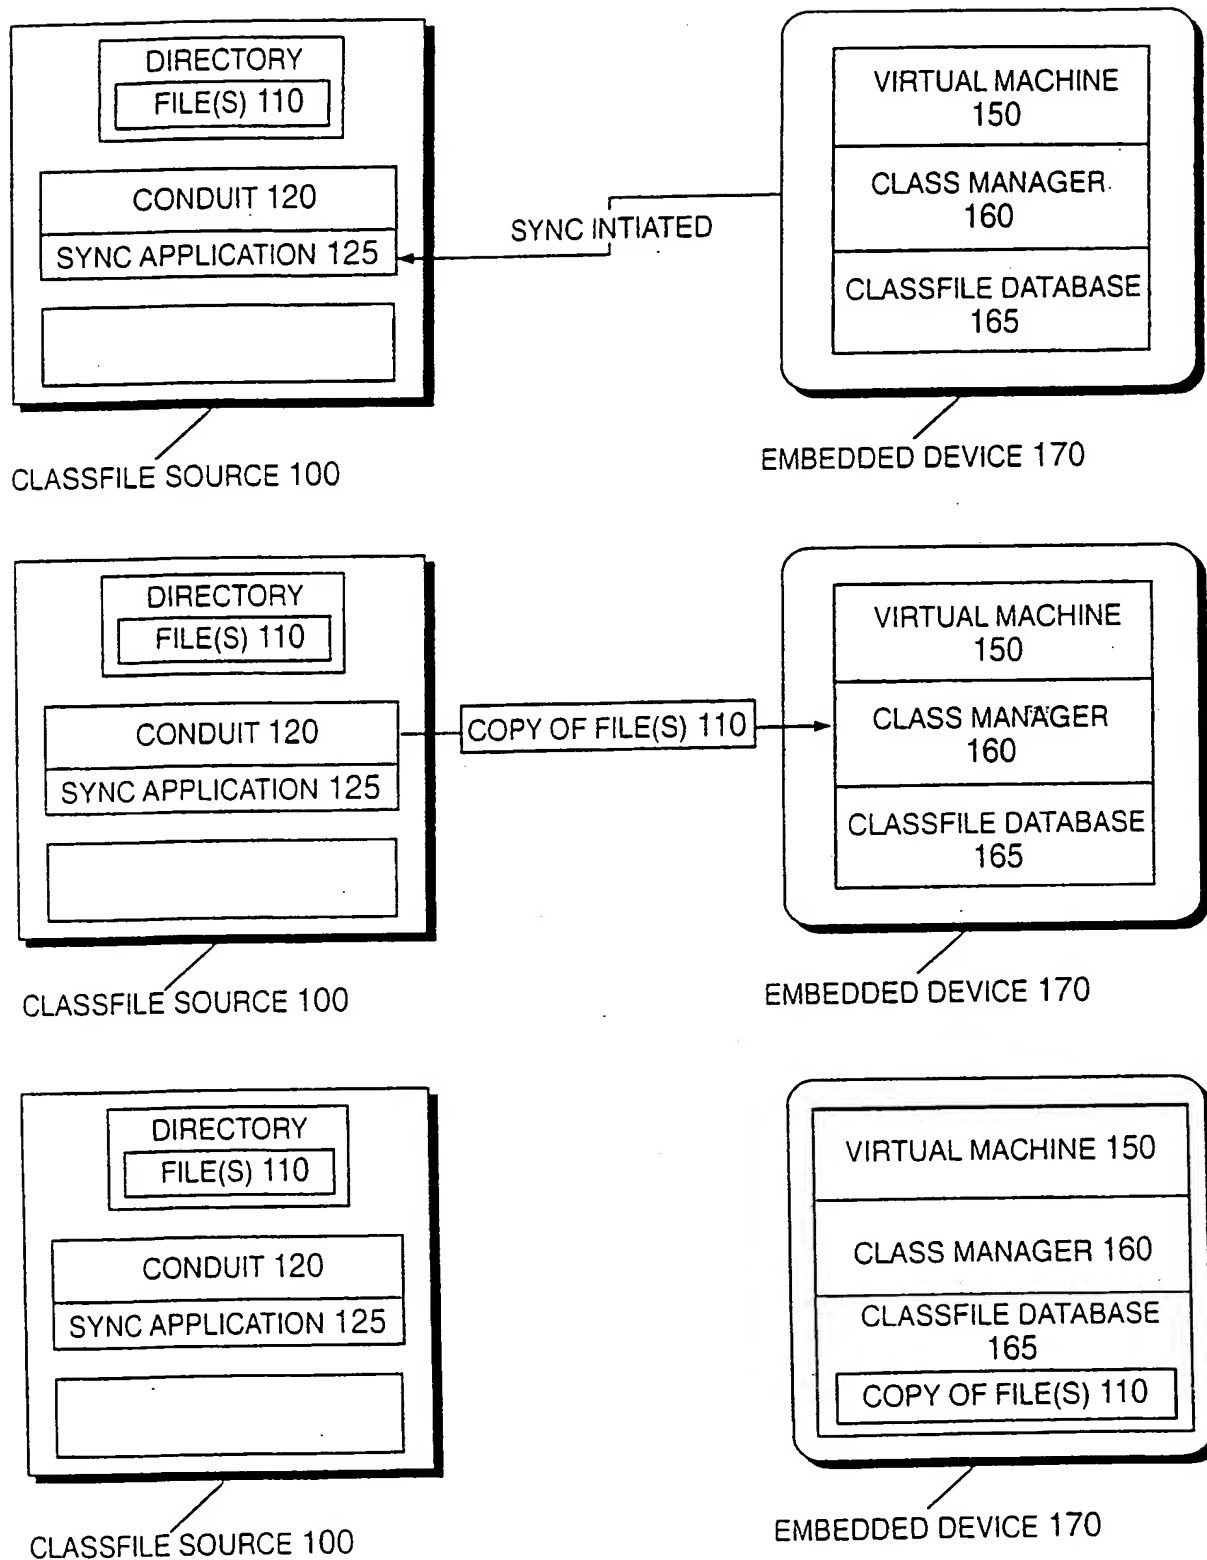 DIRECTORY
FILE(S) 110
CONDUIT 120
SYNC APPLICATION 125
CLASSFILE SOURCE 100
SYNC INTIATED
VIRTUAL MACHINE
150
CLASS MANAGER
160
CLASSFILE DATABASE
165
EMBEDDED DEVICE 170
DIRECTORY
FILE(S) 110
CONDUIT 120
SYNC APPLICATION 125
CLASSFILE SOURCE 100
COPY OF FILE(S) 110
VIRTUAL MACHINE
150
CLASS MANAGER
160
CLASSFILE DATABASE
165
EMBEDDED DEVICE 170
DIRECTORY
FILE(S) 110
CONDUIT 120
SYNC APPLICATION 125
CLASSFILE SOURCE 100
VIRTUAL MACHINE 150
CLASS MANAGER 160
CLASSFILE DATABASE
165
COPY OF FILE(S) 110
EMBEDDED DEVICE 170